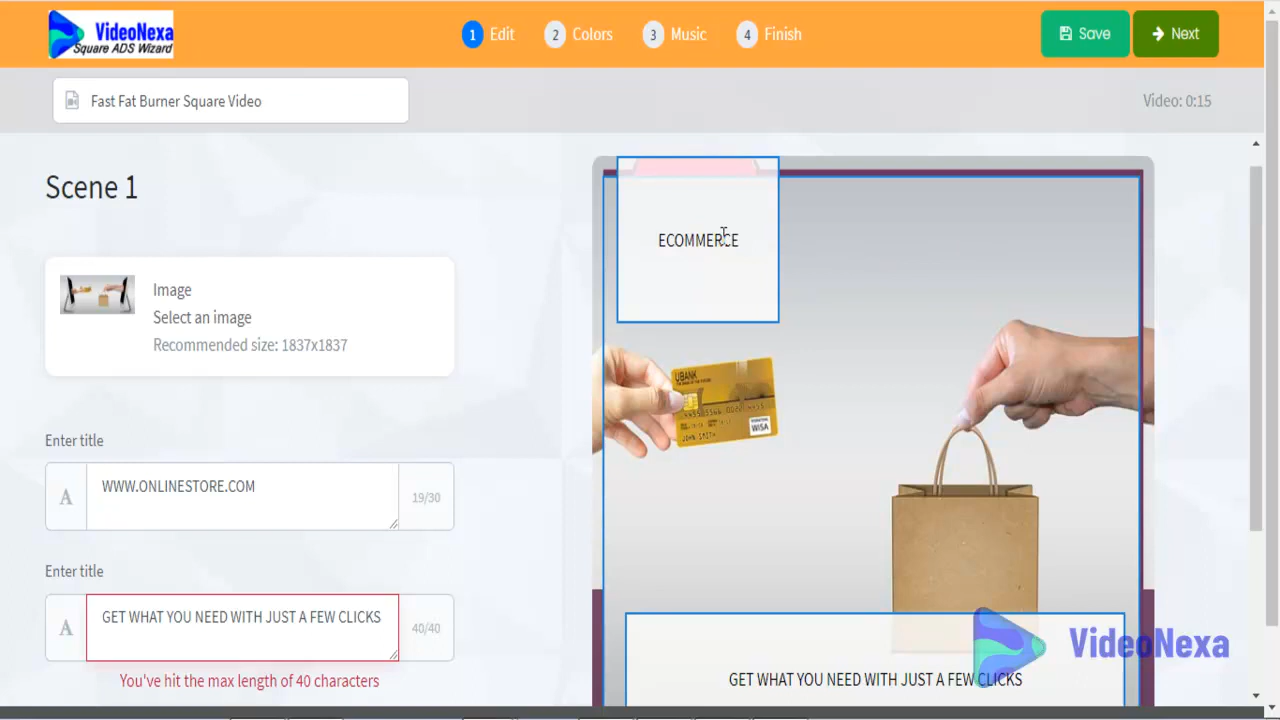 VideoNexa
Square ADS Wizard
1 Edit
2 Colors
3 Music
4 Finish
Save
Next
Fast Fat Burner Square Video
Video: 0:15
Scene 1
Image
Select an image
Recommended size: 1837x1837
Enter title
A
WWW.ONLINESTORE.COM
19/30
Enter title
A
GET WHAT YOU NEED WITH JUST A FEW CLICKS
40/40
You've hit the max length of 40 characters
ECOMMERCE
UBANK
JOHN SMITH
WISA
GET WHAT YOU NEED WITH JUST A FEW CLICKS
VideoNexa